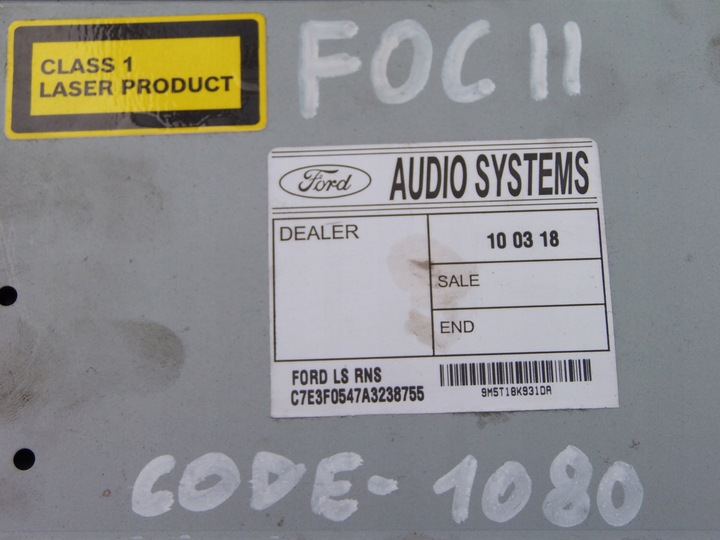 FOC II
CLASS 1
LASER PRODUCT
Ford AUDIO SYSTEMS
DEALER
10 03 18
SALE
END
FORD LS RNS
C7E3F0547A3238755
9M5T18K931DA
CODE-1080